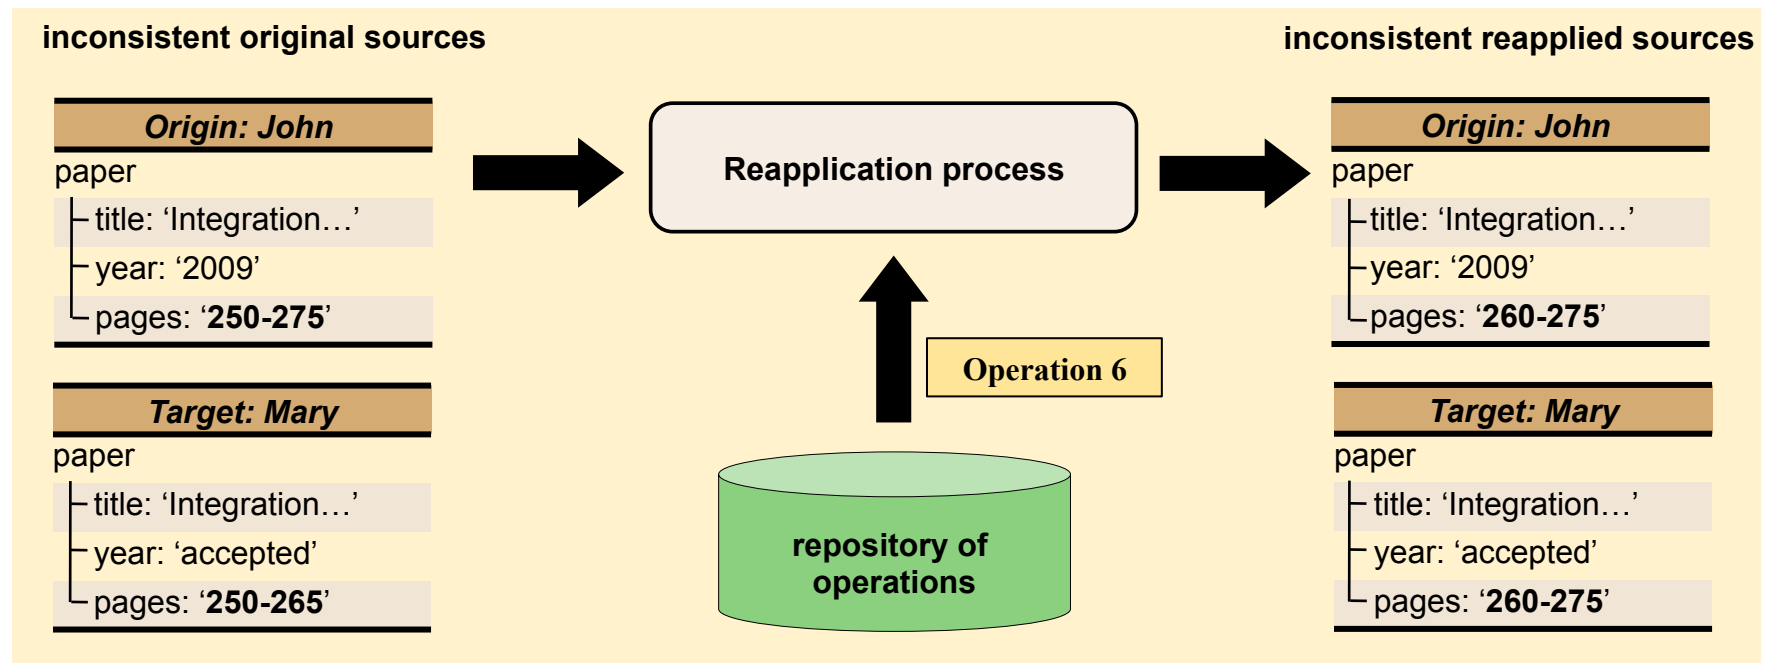 inconsistent original sources
Origin: John
paper
title: ‘Integration…’
year: ‘2009’
pages: ‘250-275’
Target: Mary
paper
title: ‘Integration…’
year: ‘accepted’
pages: ‘250-265’
Reapplication process
Operation 6
repository of
operations
inconsistent reapplied sources
Origin: John
paper
title: ‘Integration…’
year: ‘2009’
pages: ‘260-275’
Target: Mary
paper
title: ‘Integration…’
year: ‘accepted’
pages: ‘260-275’